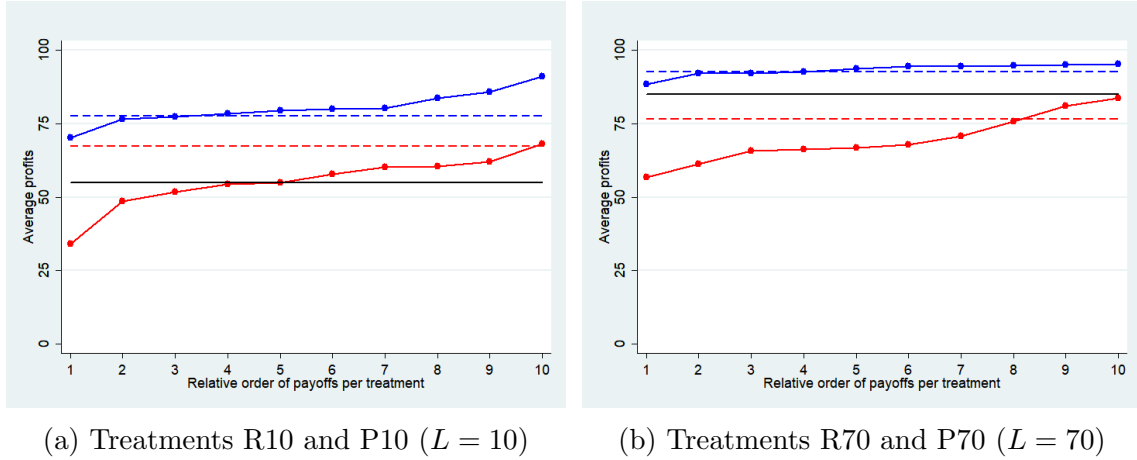 Average profits
100
75
50
25
0
1 2 3 4 5 6 7 8 9 10
Relative order of payoffs per treatment
(a) Treatments R10 and P10 (L = 10)
Average profits
100
75
50
25
0
1 2 3 4 5 6 7 8 9 10
Relative order of payoffs per treatment
(b) Treatments R70 and P70 (L = 70)